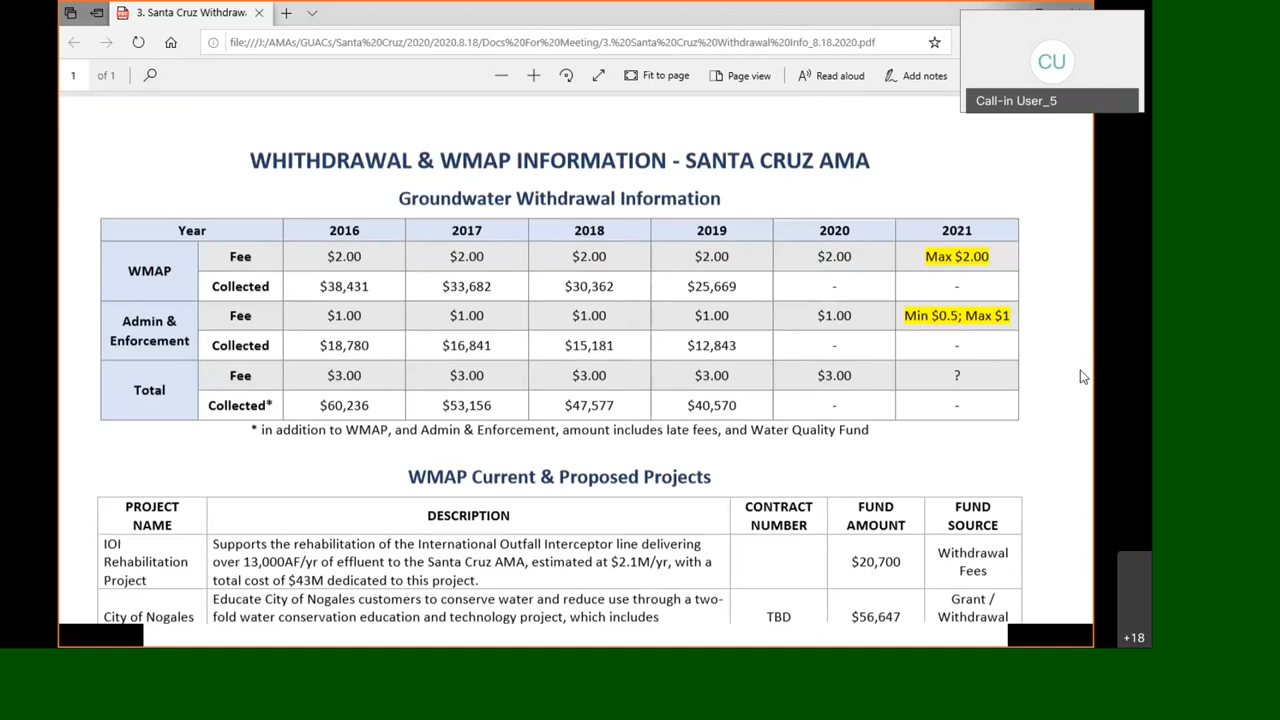 3. Santa Cruz Withdraw
file:///J:/AMAs/GUACs/Santa%20Cruz/2020/2020.8.18/Docs%20For%20Meeting/3.%20Santa%20Cruz%20Withdrawal%20Info_8.18.2020.pdf
1 of 1 Fit to page Page view Read aloud Add notes
CU
Call-in User_5
WHITHDRAWAL & WMAP INFORMATION - SANTA CRUZ AMA
Groundwater Withdrawal Information
Year 2016 2017 2018 2019 2020 2021
WMAP Fee $2.00 $2.00 $2.00 $2.00 $2.00 Max $2.00
Collected $38,431 $33,682 $30,362 $25,669 - -
Admin & Enforcement Fee $1.00 $1.00 $1.00 $1.00 $1.00 Min $0.5; Max $1
Collected $18,780 $16,841 $15,181 $12,843 - -
Total Fee $3.00 $3.00 $3.00 $3.00 $3.00 ?
Collected* $60,236 $53,156 $47,577 $40,570 - -
* in addition to WMAP, and Admin & Enforcement, amount includes late fees, and Water Quality Fund
WMAP Current & Proposed Projects
PROJECT NAME DESCRIPTION CONTRACT NUMBER FUND AMOUNT FUND SOURCE
IOI Supports the rehabilitation of the International Outfall Interceptor line delivering
Rehabilitation over 13,000AF/yr of effluent to the Santa Cruz AMA, estimated at $2.1M/yr, with a $20,700 Withdrawal Fees
Project total cost of $43M dedicated to this project.
Educate City of Nogales customers to conserve water and reduce use through a two- Grant /
City of Nogales fold water conservation education and technology project, which includes TBD $56,647 Withdrawal
+18